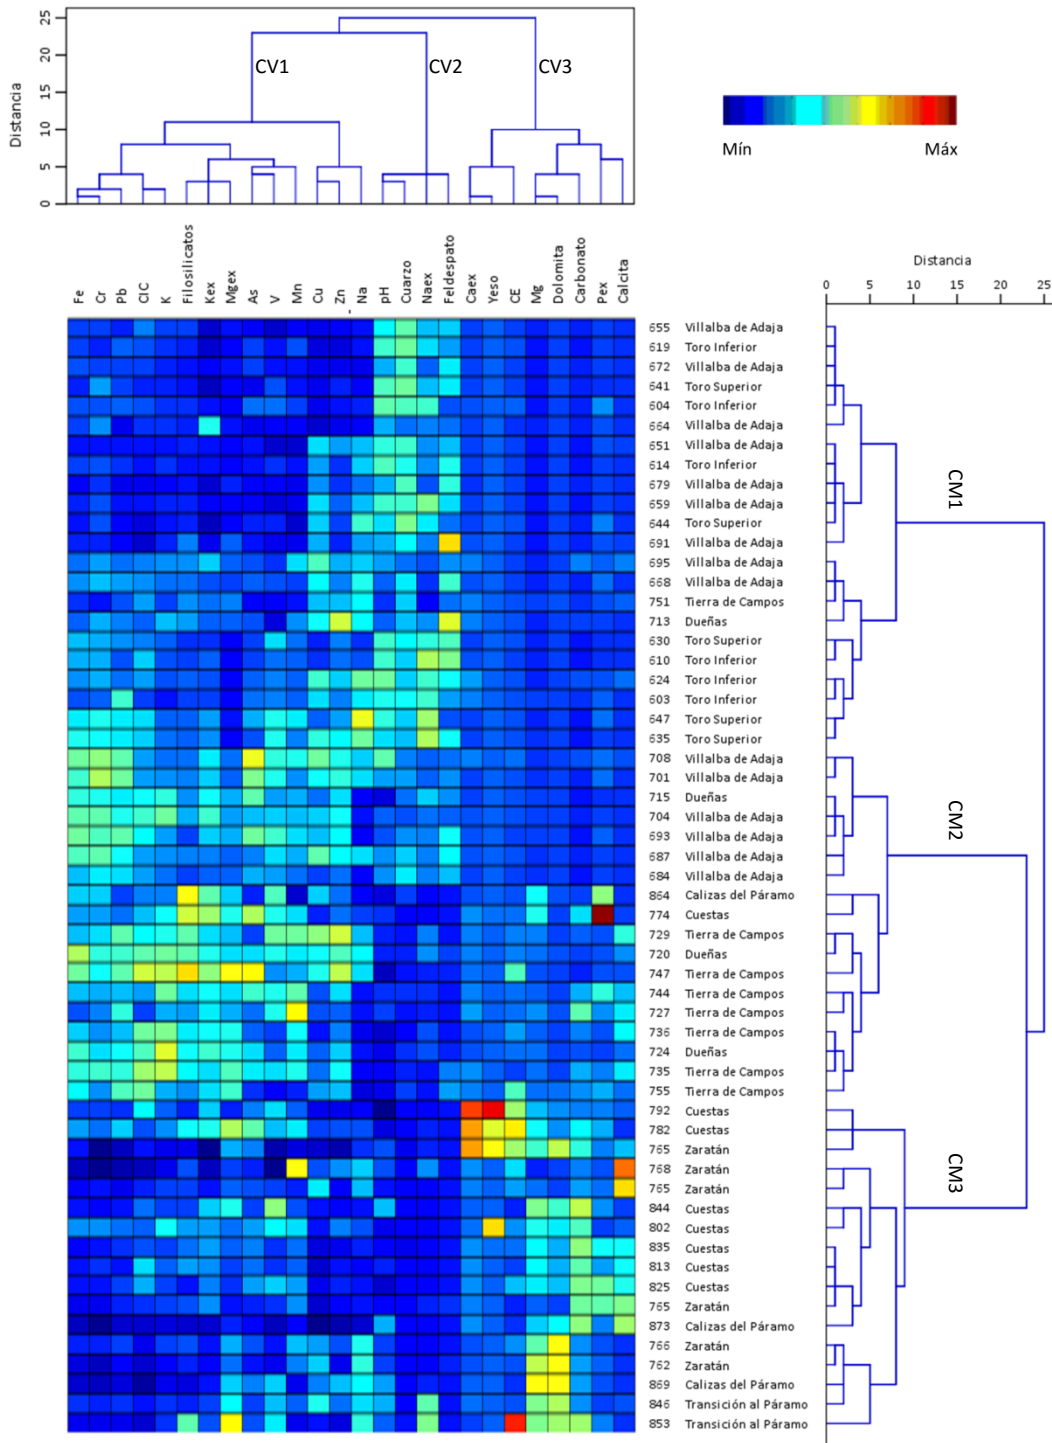 25
20
15
10
5
0
Distancia
CV1 CV2 CV3
Mín Máx
Fe Cr Pb CIC K Filosilicatos Kex Mgex As V Mn Cu Zn Na pH Cuarzo Naex Feldespato Caex Yeso CE Mg Dolomita Carbonato Pex Calcita
Distancia
0 5 10 15 20 25
655 Villalba de Adaja
619 Toro Inferior
672 Villalba de Adaja
641 Toro Superior
604 Toro Inferior
664 Villalba de Adaja
651 Villalba de Adaja
614 Toro Inferior
679 Villalba de Adaja
659 Villalba de Adaja
644 Toro Superior
691 Villalba de Adaja
695 Villalba de Adaja
668 Villalba de Adaja
751 Tierra de Campos
713 Dueñas
630 Toro Superior
610 Toro Inferior
624 Toro Inferior
603 Toro Inferior
647 Toro Superior
635 Toro Superior
708 Villalba de Adaja
701 Villalba de Adaja
715 Dueñas
704 Villalba de Adaja
693 Villalba de Adaja
687 Villalba de Adaja
684 Villalba de Adaja
864 Calizas del Páramo
774 Cuestas
729 Tierra de Campos
720 Dueñas
747 Tierra de Campos
744 Tierra de Campos
727 Tierra de Campos
736 Tierra de Campos
724 Dueñas
735 Tierra de Campos
755 Tierra de Campos
792 Cuestas
782 Cuestas
765 Zaratán
768 Zaratán
765 Zaratán
844 Cuestas
802 Cuestas
835 Cuestas
813 Cuestas
825 Cuestas
765 Zaratán
873 Calizas del Páramo
766 Zaratán
762 Zaratán
869 Calizas del Páramo
846 Transición al Páramo
853 Transición al Páramo
CM1
CM2
CM3